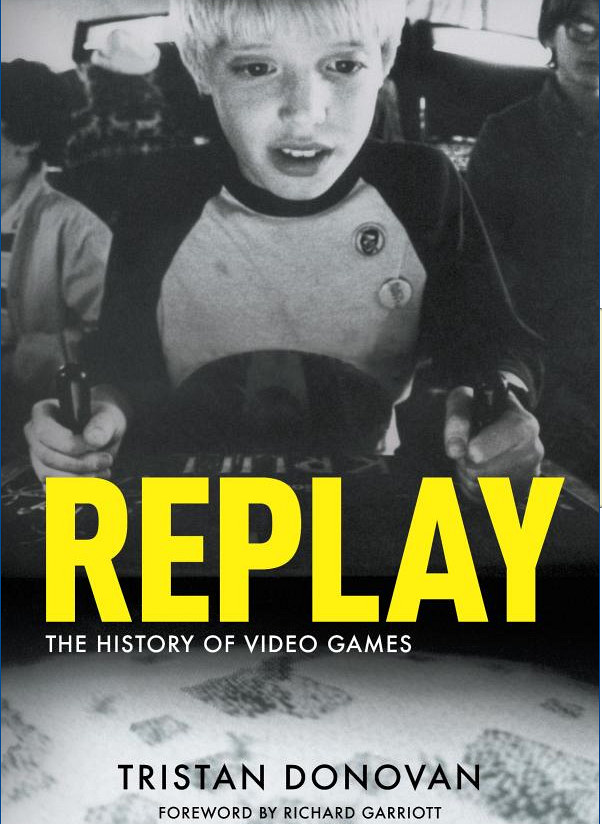 REPLAY
THE HISTORY OF VIDEO GAMES
TRISTAN DONOVAN
FOREWORD BY RICHARD GARRIOTT